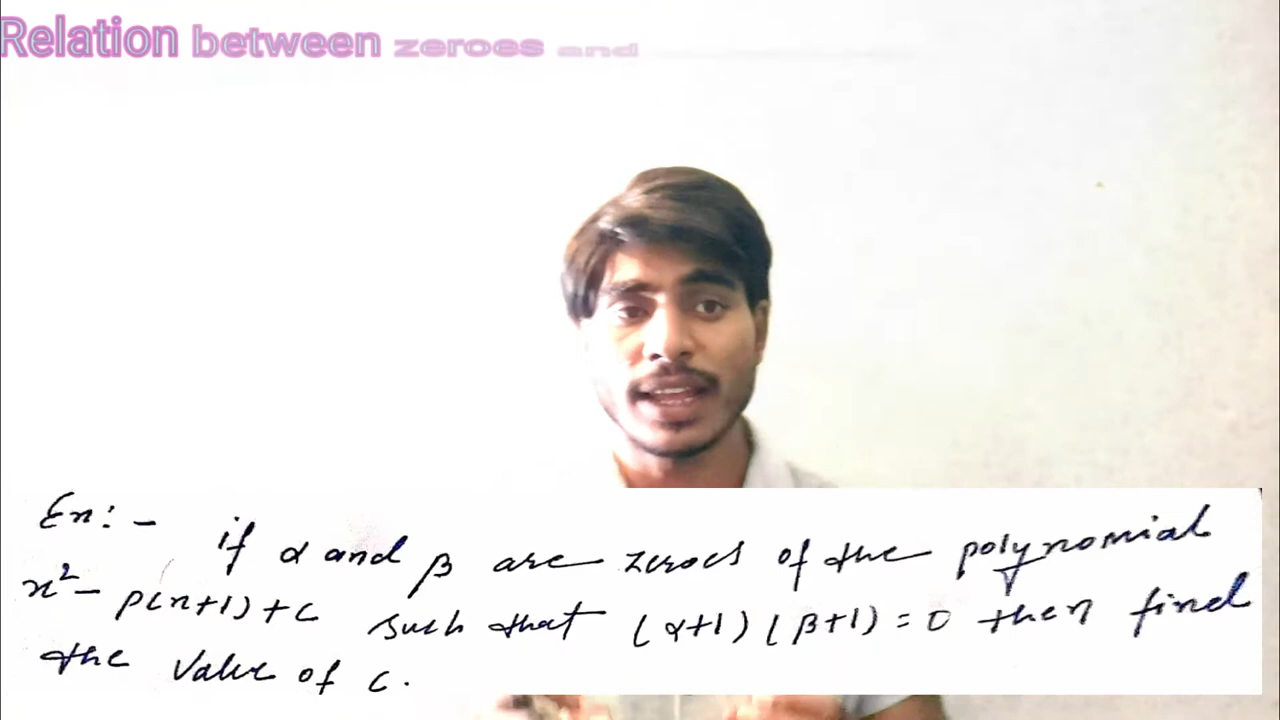 Relation between zeroes and
Ex:- if α and β are zeroes of the polynomial
x² - p(x+1) + c such that (α+1)(β+1) = 0 then find
the value of c.